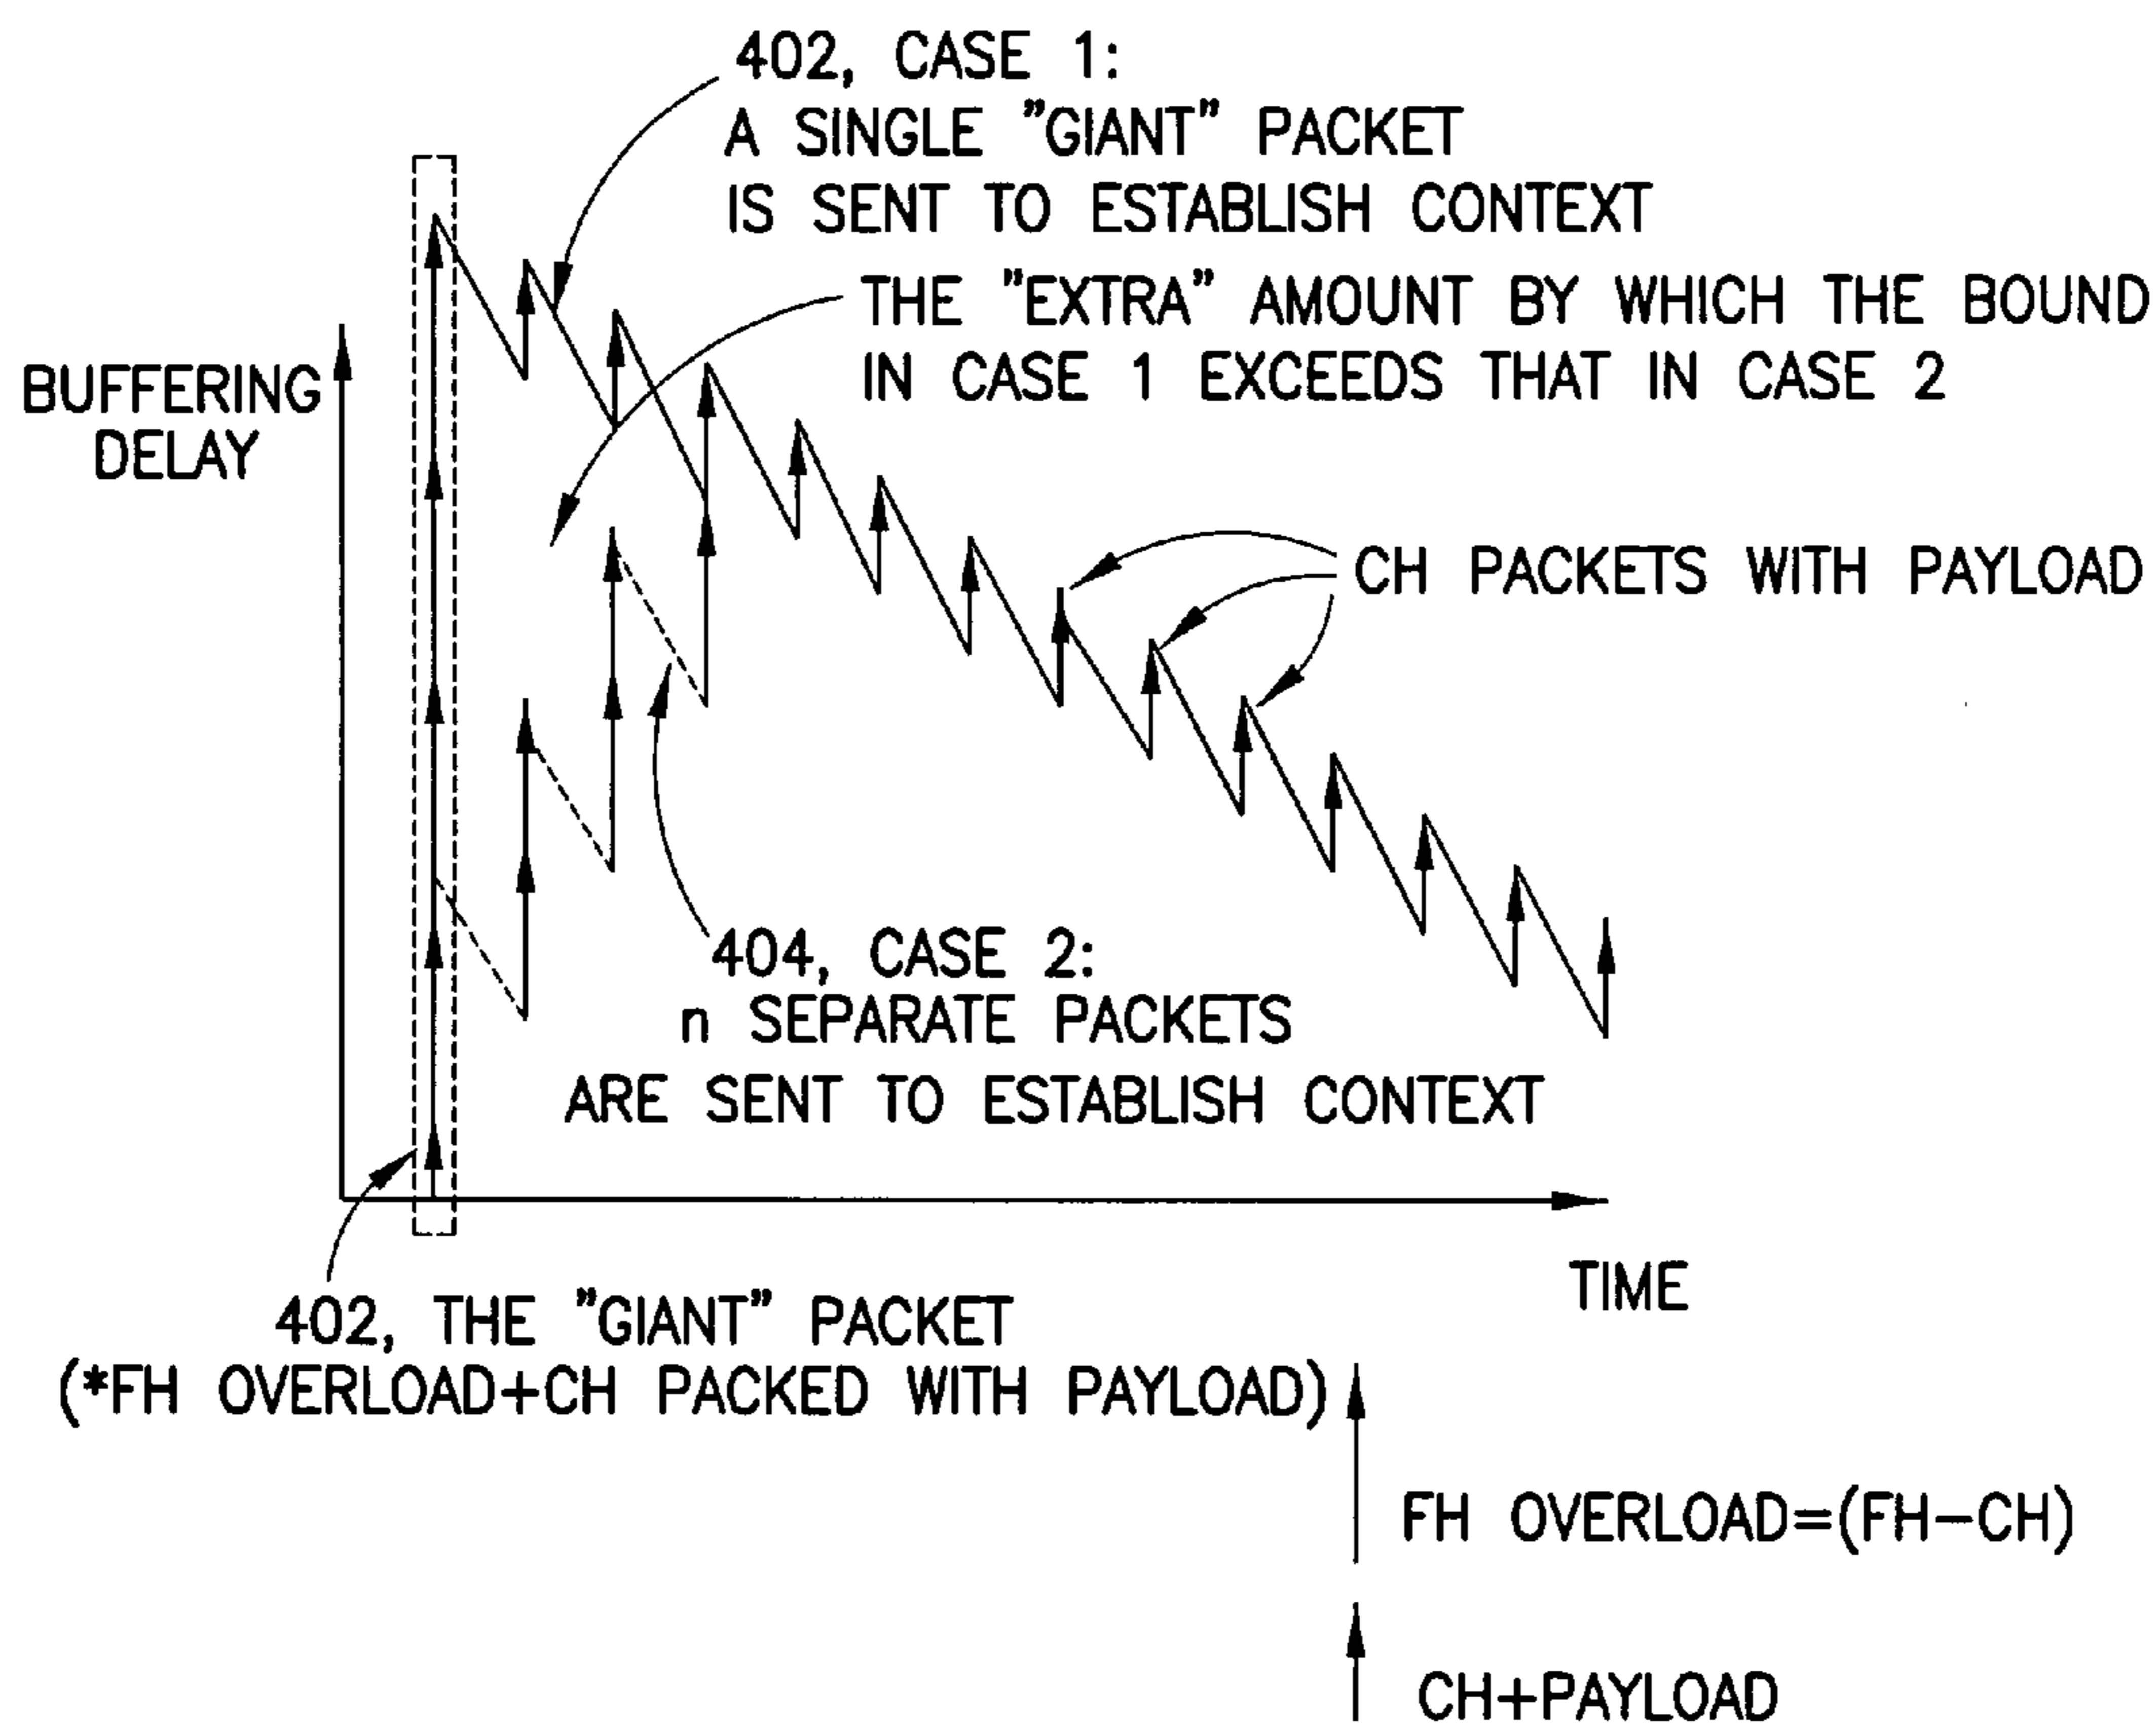 402, CASE 1:
A SINGLE "GIANT" PACKET
IS SENT TO ESTABLISH CONTEXT
THE "EXTRA" AMOUNT BY WHICH THE BOUND
IN CASE 1 EXCEEDS THAT IN CASE 2
BUFFERING
DELAY
CH PACKETS WITH PAYLOAD
404, CASE 2:
n SEPARATE PACKETS
ARE SENT TO ESTABLISH CONTEXT
TIME
402, THE "GIANT" PACKET
(*FH OVERLOAD+CH PACKED WITH PAYLOAD)
FH OVERLOAD=(FH-CH)
CH+PAYLOAD